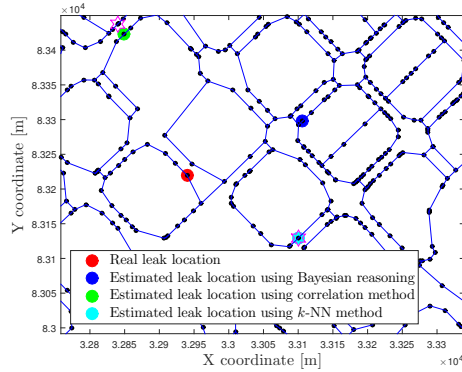 ×10⁴
8.345
8.34
8.335
8.33
8.325
8.32
8.315
8.31
8.305
8.3
Y coordinate [m]
Real leak location
Estimated leak location using Bayesian reasoning
Estimated leak location using correlation method
Estimated leak location using k-NN method
3.28 3.285 3.29 3.295 3.3 3.305 3.31 3.315 3.32 3.325 3.33
×10⁴
X coordinate [m]